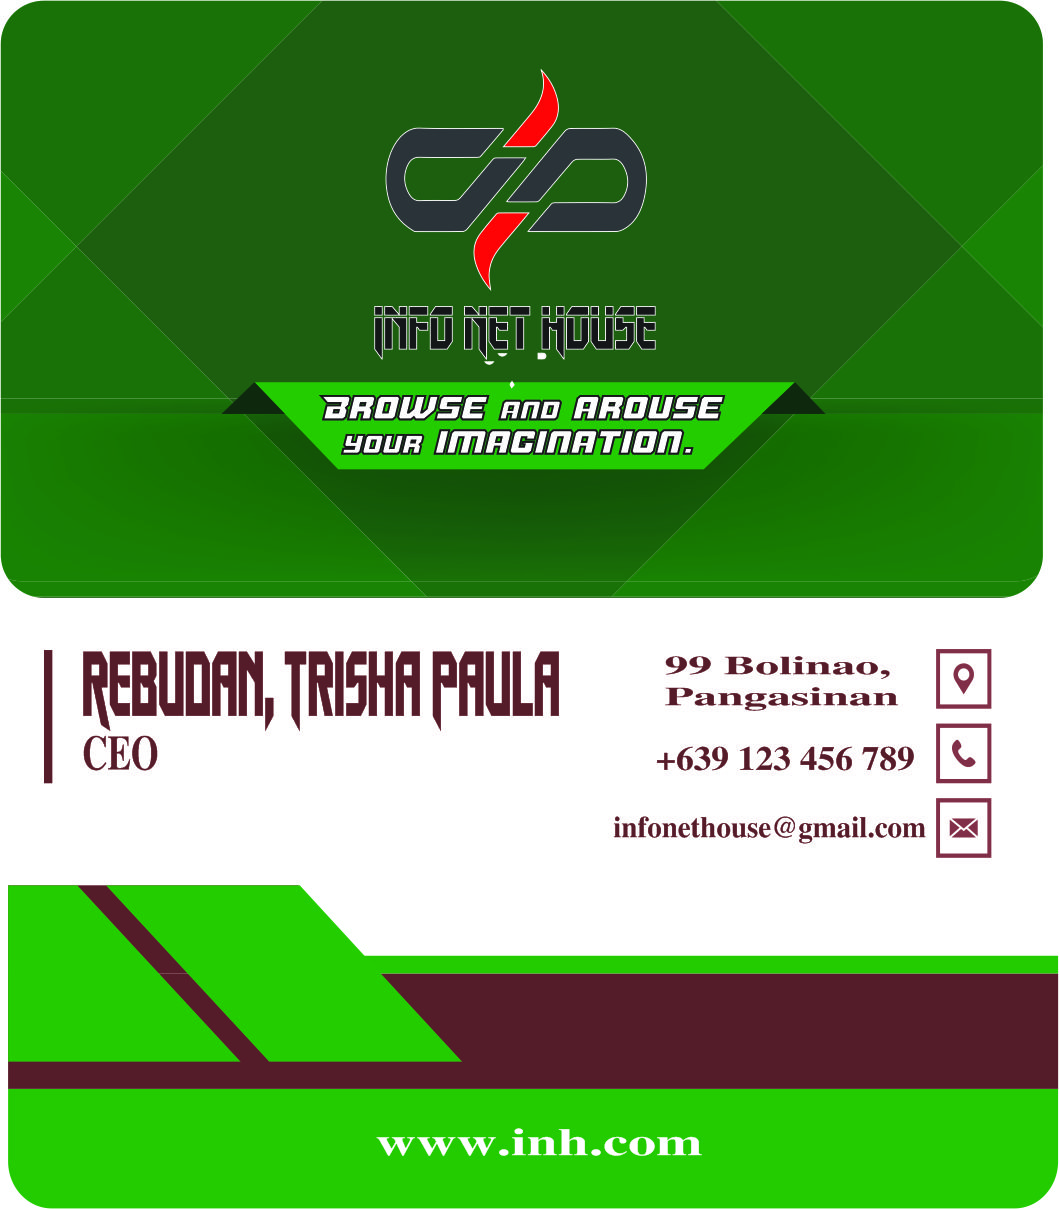 INFO NET HOUSE
BROWSE AND AROUSE
YOUR IMAGINATION.
REBUDAN, TRISHA PAULA
CEO
99 Bolinao,
Pangasinan
+639 123 456 789
infonethouse@gmail.com
www.inh.com